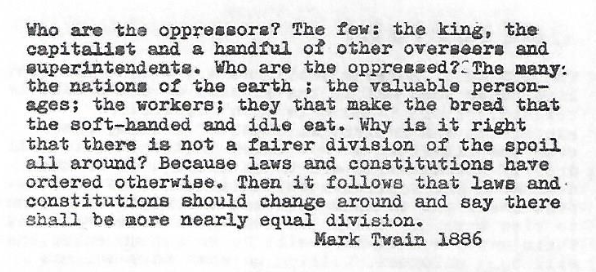 Who are the oppressors? The few: the king, the
capitalist and a handful of other overseers and
superintendents. Who are the oppressed? The many:
the nations of the earth ; the valuable person-
ages; the workers; they that make the bread that
the soft-handed and idle eat. Why is it right
that there is not a fairer division of the spoil
all around? Because laws and constitutions have
ordered otherwise. Then it follows that laws and
constitutions should change around and say there
shall be more nearly equal division.
Mark Twain 1886